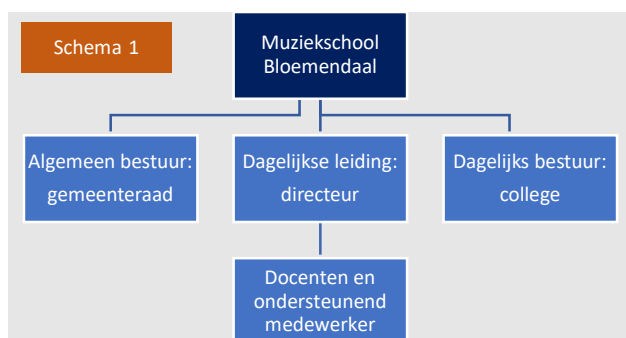 Schema 1
Muziekschool
Bloemendaal
Algemeen bestuur:
gemeenteraad
Dagelijkse leiding:
directeur
Dagelijks bestuur:
college
Docenten en
ondersteunend
medewerker